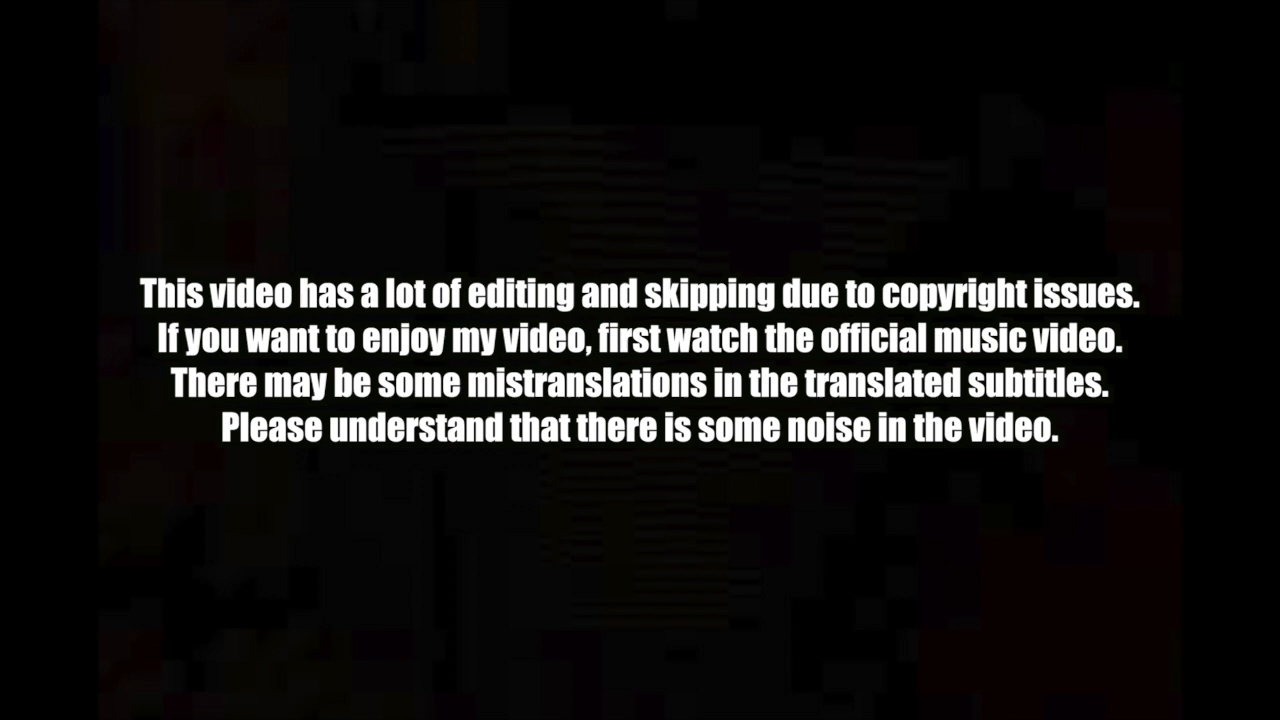 This video has a lot of editing and skipping due to copyright issues.
If you want to enjoy my video, first watch the official music video.
There may be some mistranslations in the translated subtitles.
Please understand that there is some noise in the video.